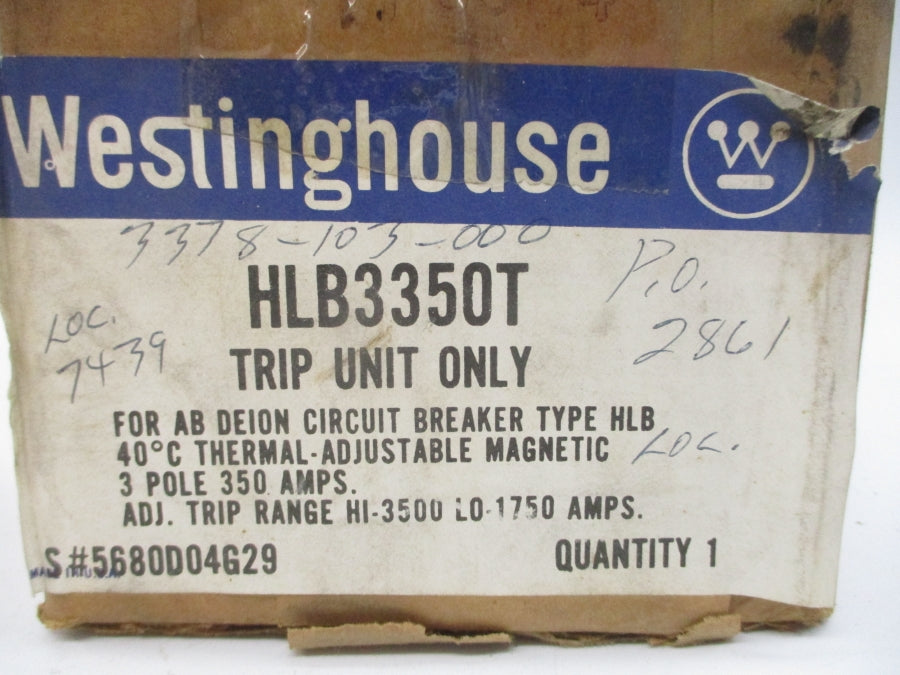 Westinghouse
3378-103-000
HLB3350T
P.O.
2861
LOC.
7439
TRIP UNIT ONLY
FOR AB DEION CIRCUIT BREAKER TYPE HLB
40°C THERMAL-ADJUSTABLE MAGNETIC
LOC.
3 POLE 350 AMPS.
ADJ. TRIP RANGE HI-3500 LO-1750 AMPS.
S#5680D04G29
QUANTITY 1